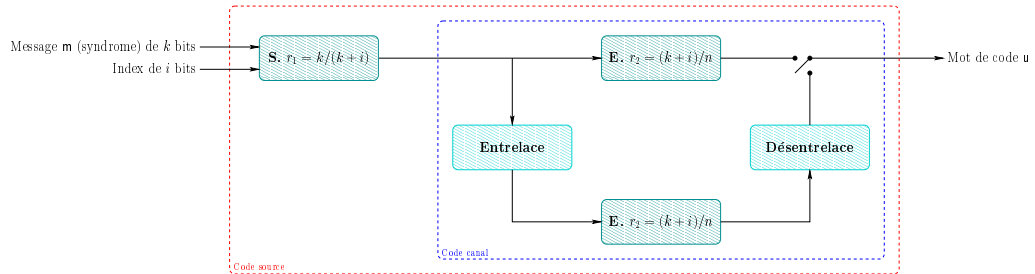 Message m (syndrome) de k bits
Index de i bits
S. r₁ = k/(k + i)
E. r₂ = (k + i)/n
Mot de code u
Entrelace
Désentrelace
E. r₂ = (k + i)/n
Code canal
Code source